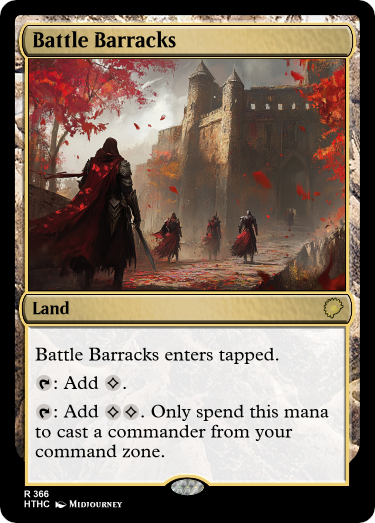 Battle Barracks
Land
Battle Barracks enters tapped.
: Add .
: Add . Only spend this mana
to cast a commander from your
command zone.
R 366
HTHC Midjourney